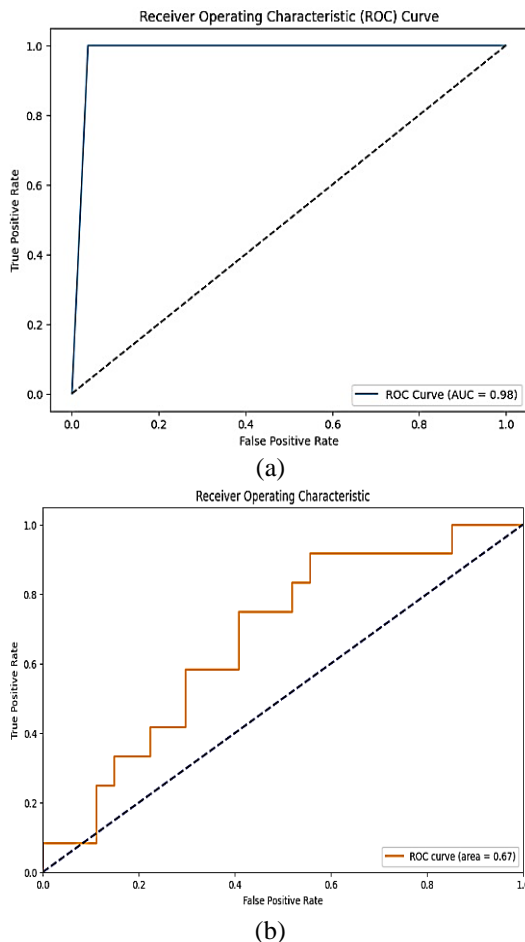 Receiver Operating Characteristic (ROC) Curve
1.0
0.8
0.6
0.4
0.2
0.0
True Positive Rate
ROC Curve (AUC = 0.98)
0.0 0.2 0.4 0.6 0.8 1.0
False Positive Rate
(a)
Receiver Operating Characteristic
1.0
0.8
0.6
0.4
0.2
0.0
True Positive Rate
ROC curve (area = 0.67)
0.0 0.2 0.4 0.6 0.8 1.0
False Positive Rate
(b)